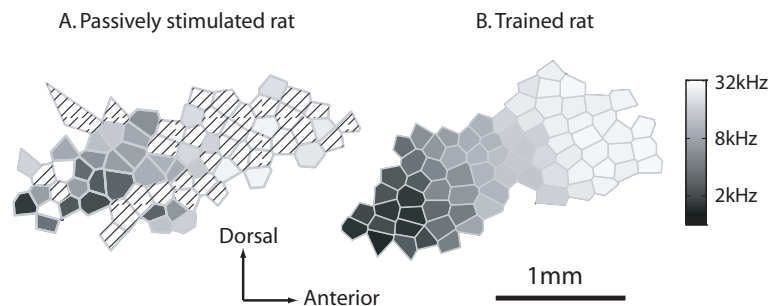 A. Passively stimulated rat
B. Trained rat
32kHz
8kHz
2kHz
Dorsal
Anterior
1mm